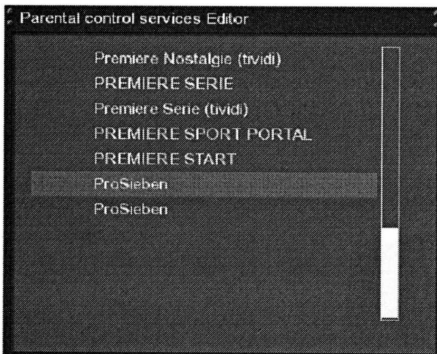 Parental control services Editor
Premiere Nostalgie (tividi)
PREMIERE SERIE
Premiere Serie (tividi)
PREMIERE SPORT PORTAL
PREMIERE START
ProSieben
ProSieben